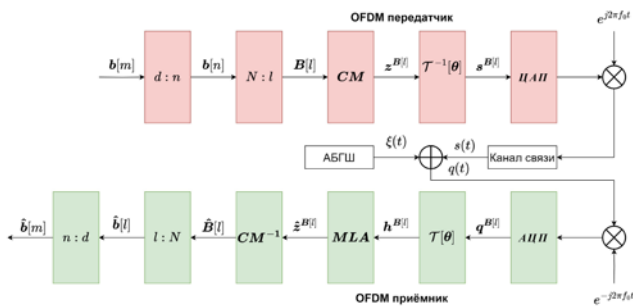 OFDM передатчик
e^{j2πf₀t}
b[m]
d : n
b[n]
N : l
B[l]
CM
z^{B[l]}
𝒯⁻¹[θ]
s^{B[l]}
ЦАП
АБГШ
ξ(t)
s(t)
Канал связи
q(t)
b̂[m]
n : d
b̂[l]
l : N
B̂[l]
CM⁻¹
ẑ^{B[l]}
MLA
h^{B[l]}
𝒯[θ]
q^{B[l]}
АЦП
OFDM приёмник
e^{−j2πf₀t}